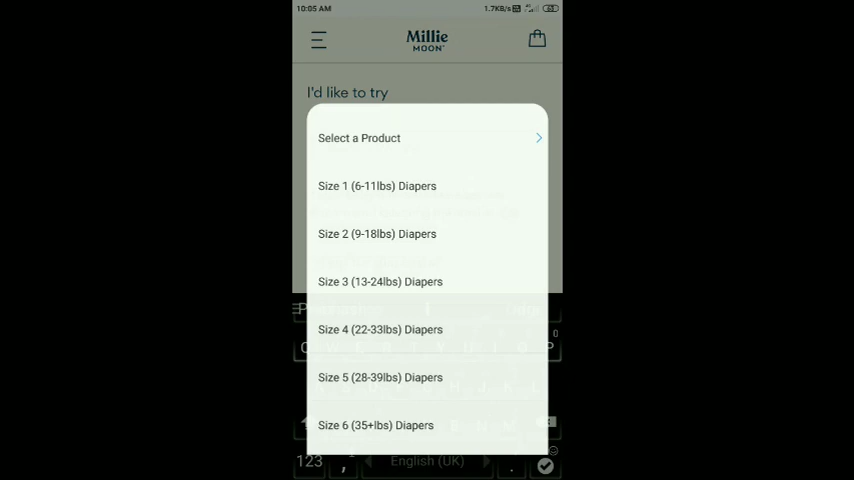 10:05 AM
1.7KB/s
Millie
MOON
I'd like to try
Select a Product
Size 1 (6-11lbs) Diapers
Size 2 (9-18lbs) Diapers
Size 3 (13-24lbs) Diapers
Size 4 (22-33lbs) Diapers
Size 5 (28-39lbs) Diapers
Size 6 (35+lbs) Diapers
123 , English (UK) .